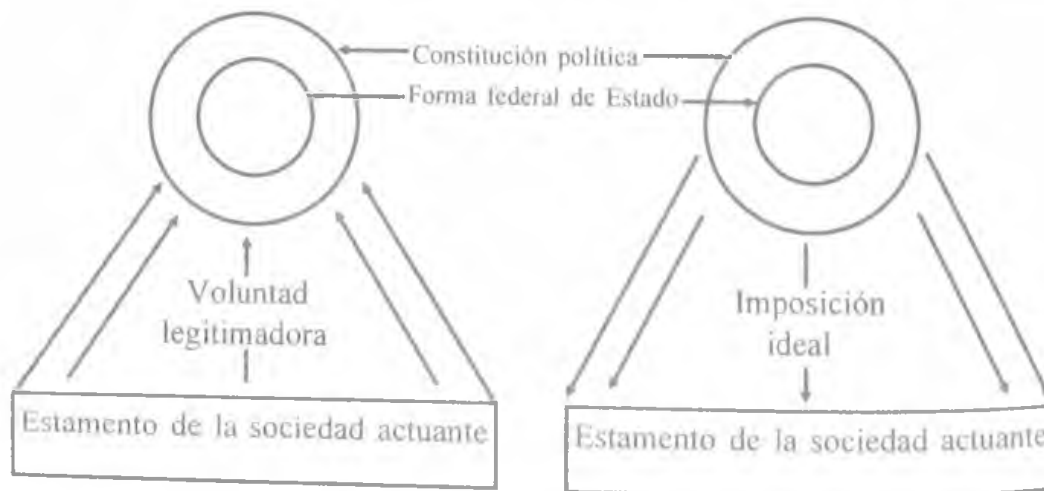 Constitución política
Forma federal de Estado
Voluntad
legitimadora
Imposición
ideal
Estamento de la sociedad actuante
Estamento de la sociedad actuante